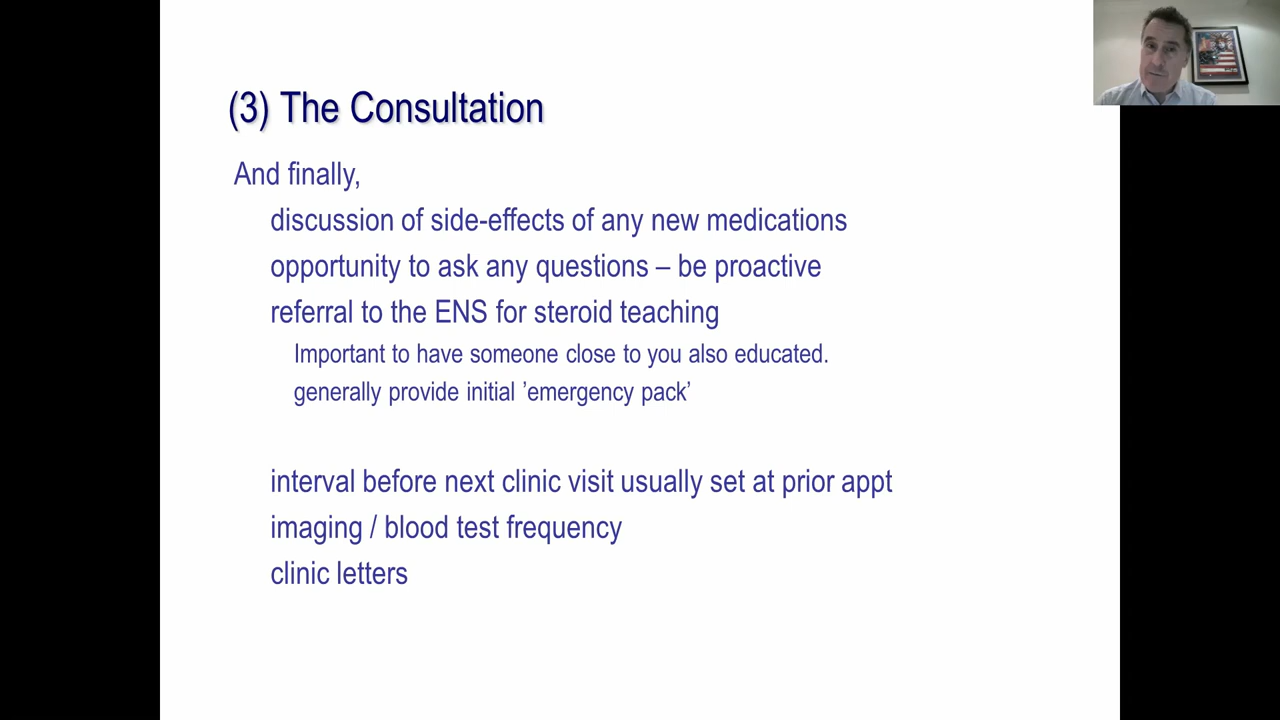 (3) The Consultation
And finally,
discussion of side-effects of any new medications
opportunity to ask any questions – be proactive
referral to the ENS for steroid teaching
Important to have someone close to you also educated.
generally provide initial ’emergency pack’
interval before next clinic visit usually set at prior appt
imaging / blood test frequency
clinic letters